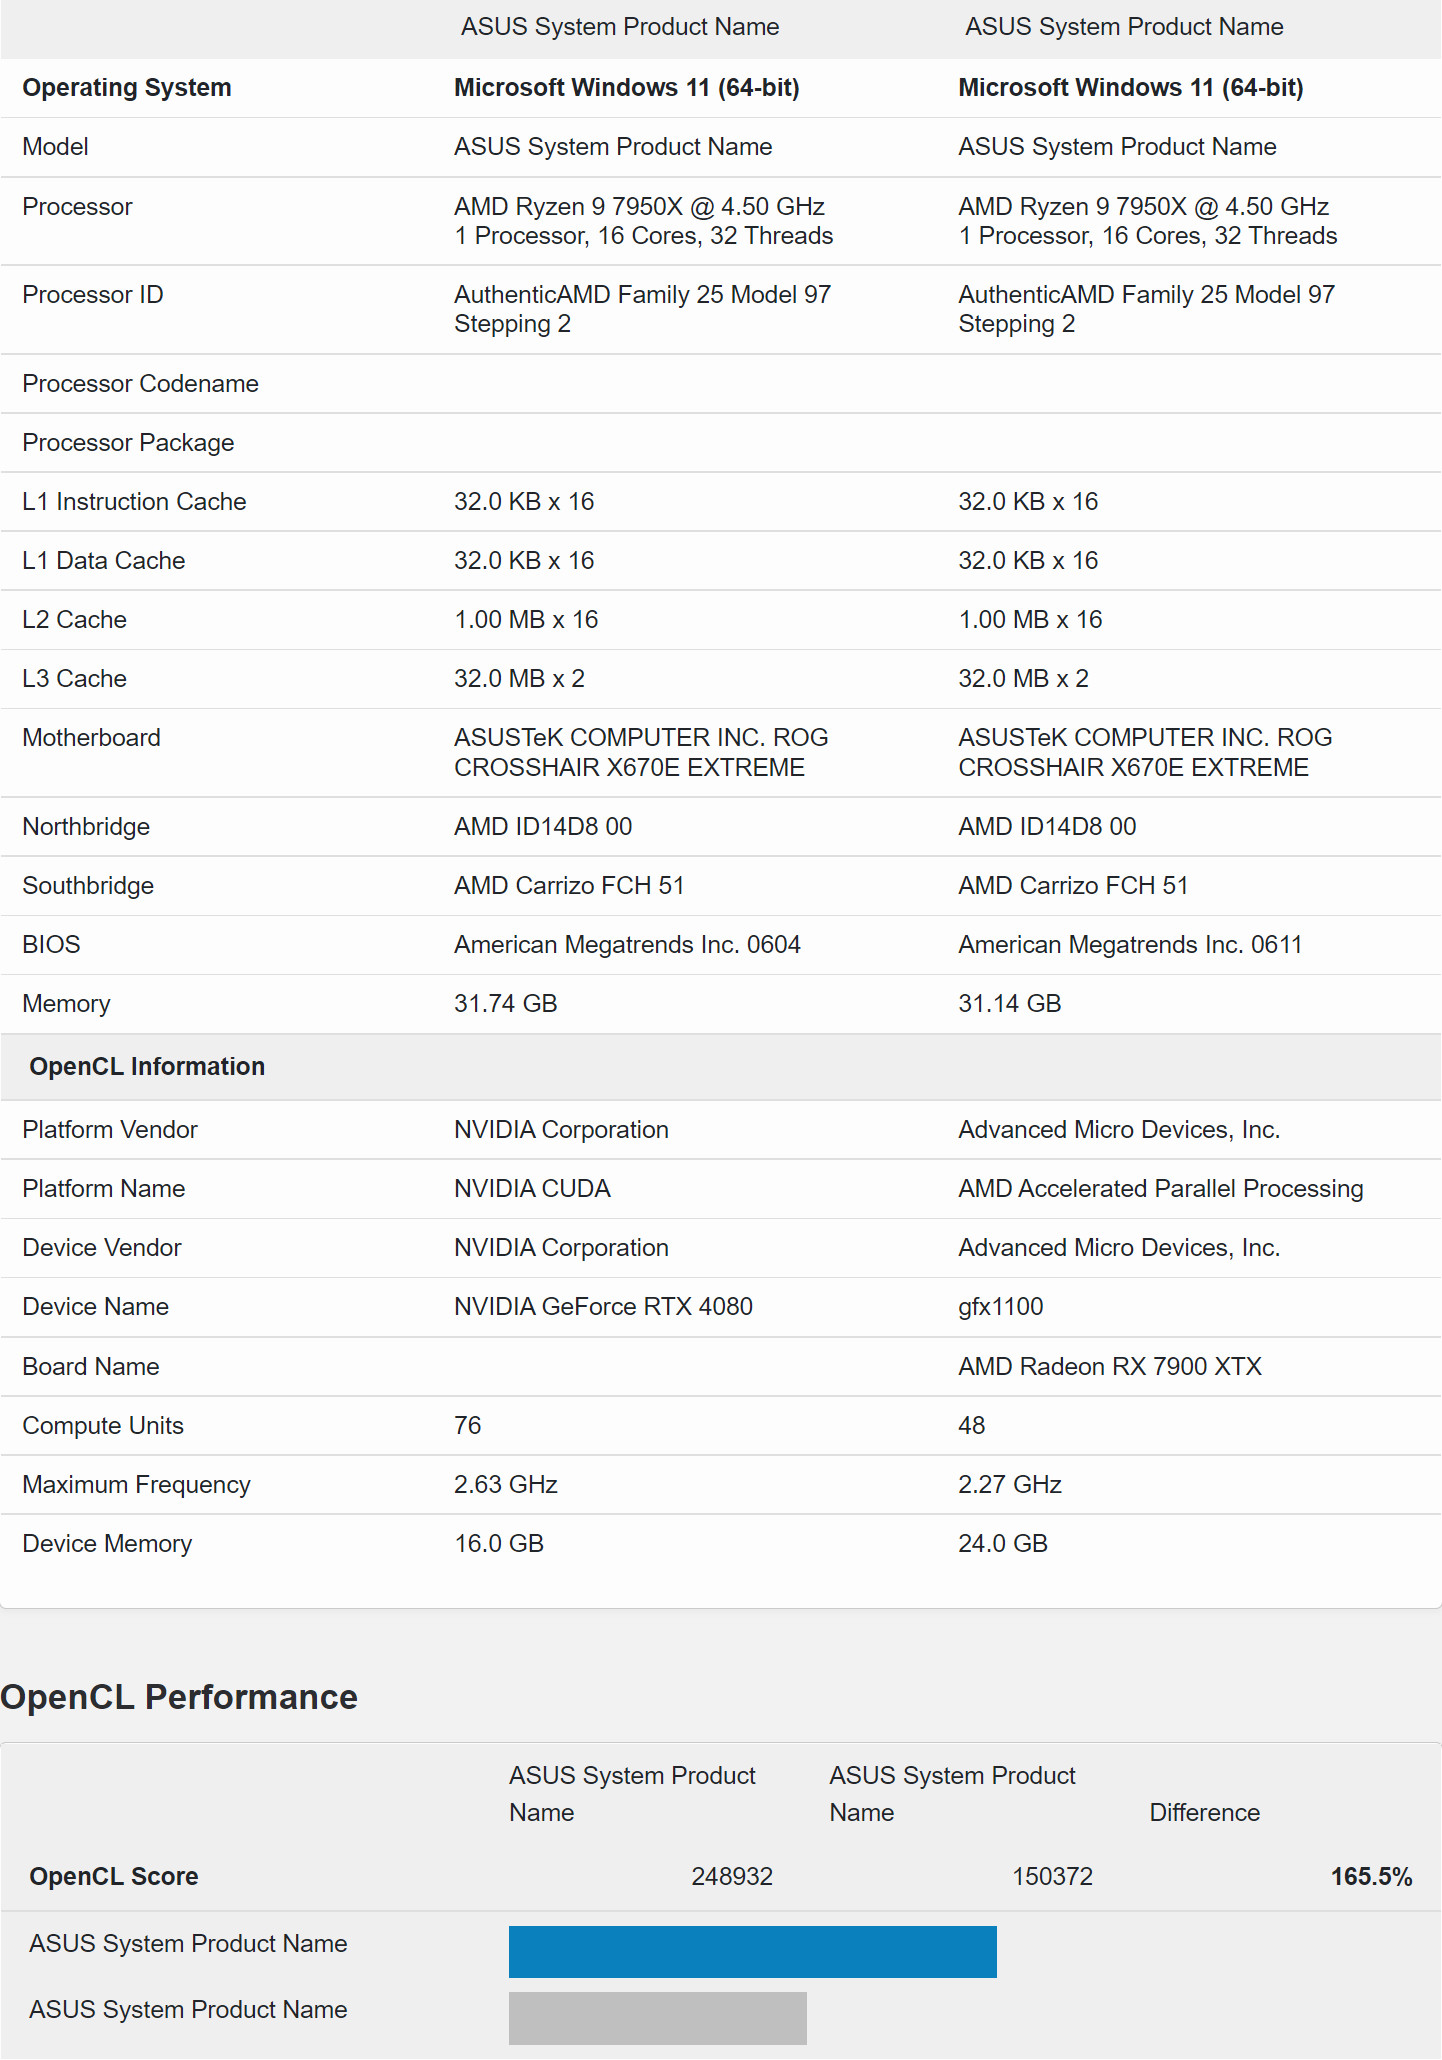 ASUS System Product Name ASUS System Product Name
Operating System Microsoft Windows 11 (64-bit) Microsoft Windows 11 (64-bit)
Model ASUS System Product Name ASUS System Product Name
Processor AMD Ryzen 9 7950X @ 4.50 GHz AMD Ryzen 9 7950X @ 4.50 GHz
1 Processor, 16 Cores, 32 Threads 1 Processor, 16 Cores, 32 Threads
Processor ID AuthenticAMD Family 25 Model 97 AuthenticAMD Family 25 Model 97
Stepping 2 Stepping 2
Processor Codename
Processor Package
L1 Instruction Cache 32.0 KB x 16 32.0 KB x 16
L1 Data Cache 32.0 KB x 16 32.0 KB x 16
L2 Cache 1.00 MB x 16 1.00 MB x 16
L3 Cache 32.0 MB x 2 32.0 MB x 2
Motherboard ASUSTeK COMPUTER INC. ROG ASUSTeK COMPUTER INC. ROG
CROSSHAIR X670E EXTREME CROSSHAIR X670E EXTREME
Northbridge AMD ID14D8 00 AMD ID14D8 00
Southbridge AMD Carrizo FCH 51 AMD Carrizo FCH 51
BIOS American Megatrends Inc. 0604 American Megatrends Inc. 0611
Memory 31.74 GB 31.14 GB
OpenCL Information
Platform Vendor NVIDIA Corporation Advanced Micro Devices, Inc.
Platform Name NVIDIA CUDA AMD Accelerated Parallel Processing
Device Vendor NVIDIA Corporation Advanced Micro Devices, Inc.
Device Name NVIDIA GeForce RTX 4080 gfx1100
Board Name AMD Radeon RX 7900 XTX
Compute Units 76 48
Maximum Frequency 2.63 GHz 2.27 GHz
Device Memory 16.0 GB 24.0 GB
OpenCL Performance
ASUS System Product ASUS System Product
Name Name Difference
OpenCL Score 248932 150372 165.5%
ASUS System Product Name
ASUS System Product Name